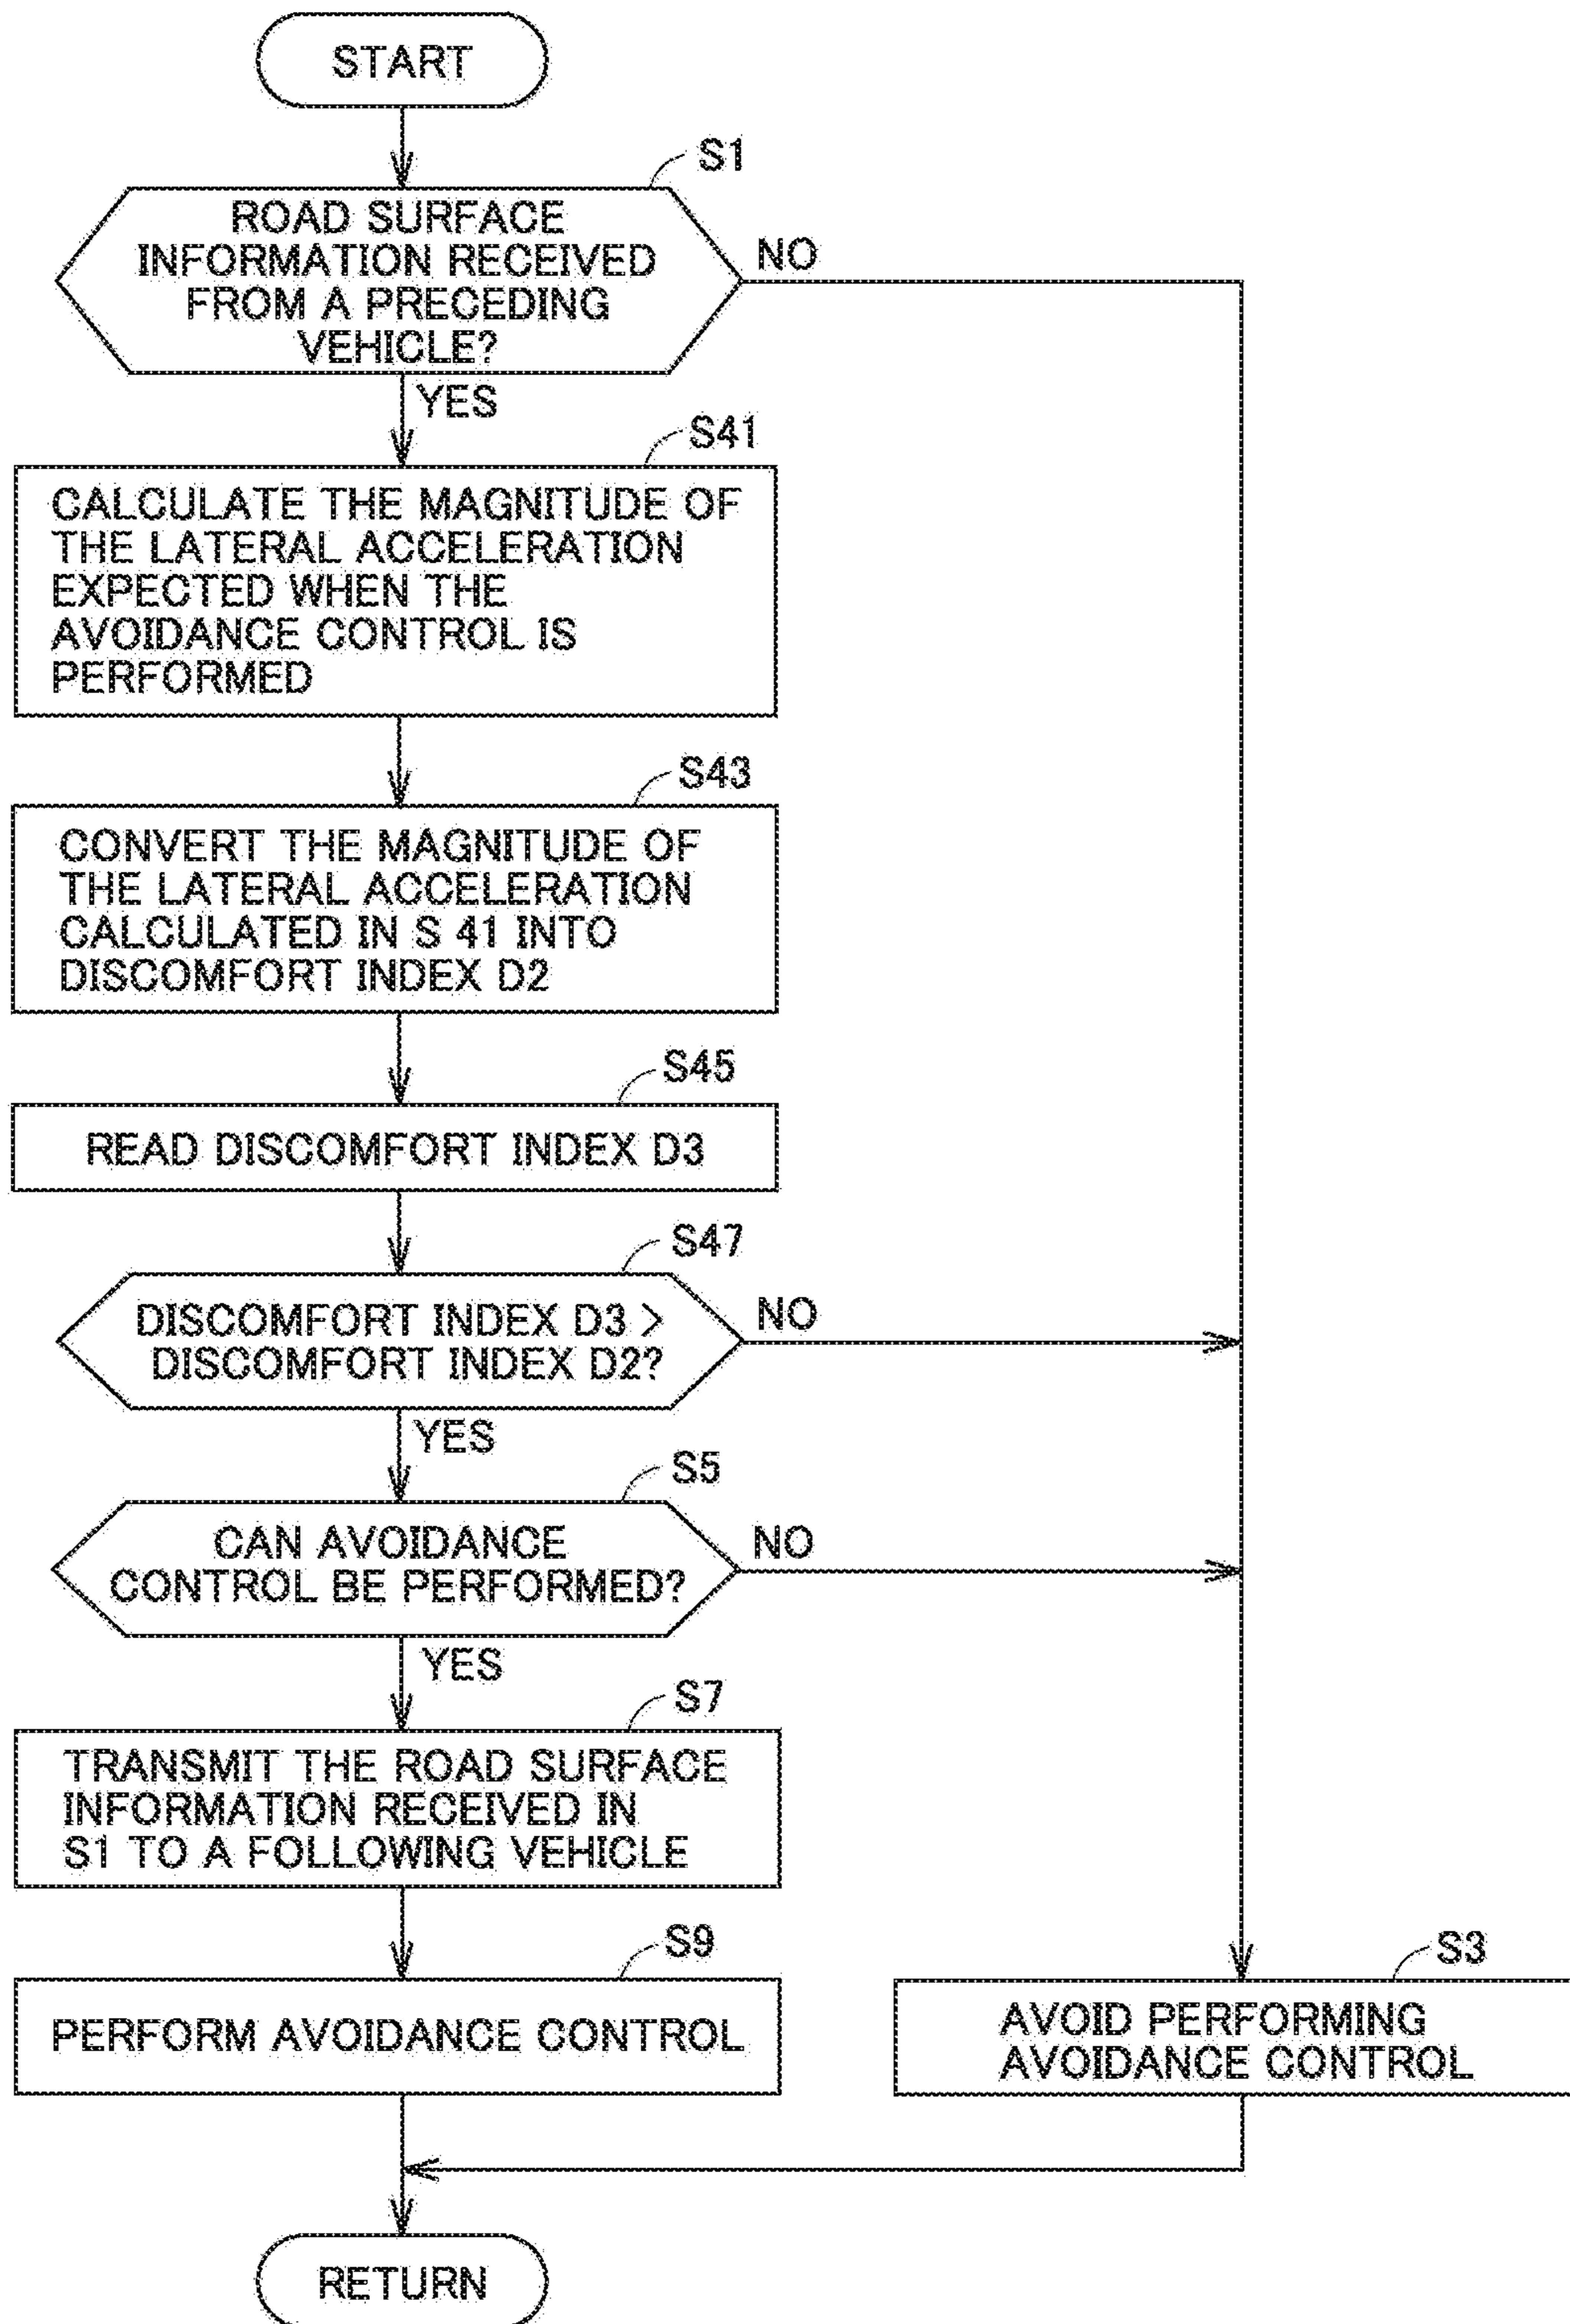 START
S1
ROAD SURFACE
INFORMATION RECEIVED
FROM A PRECEDING
VEHICLE?
NO
YES
S41
CALCULATE THE MAGNITUDE OF
THE LATERAL ACCELERATION
EXPECTED WHEN THE
AVOIDANCE CONTROL IS
PERFORMED
S43
CONVERT THE MAGNITUDE OF
THE LATERAL ACCELERATION
CALCULATED IN S 41 INTO
DISCOMFORT INDEX D2
S45
READ DISCOMFORT INDEX D3
S47
DISCOMFORT INDEX D3 >
DISCOMFORT INDEX D2?
NO
YES
S5
CAN AVOIDANCE
CONTROL BE PERFORMED?
NO
YES
S7
TRANSMIT THE ROAD SURFACE
INFORMATION RECEIVED IN
S1 TO A FOLLOWING VEHICLE
S9
PERFORM AVOIDANCE CONTROL
S3
AVOID PERFORMING
AVOIDANCE CONTROL
RETURN